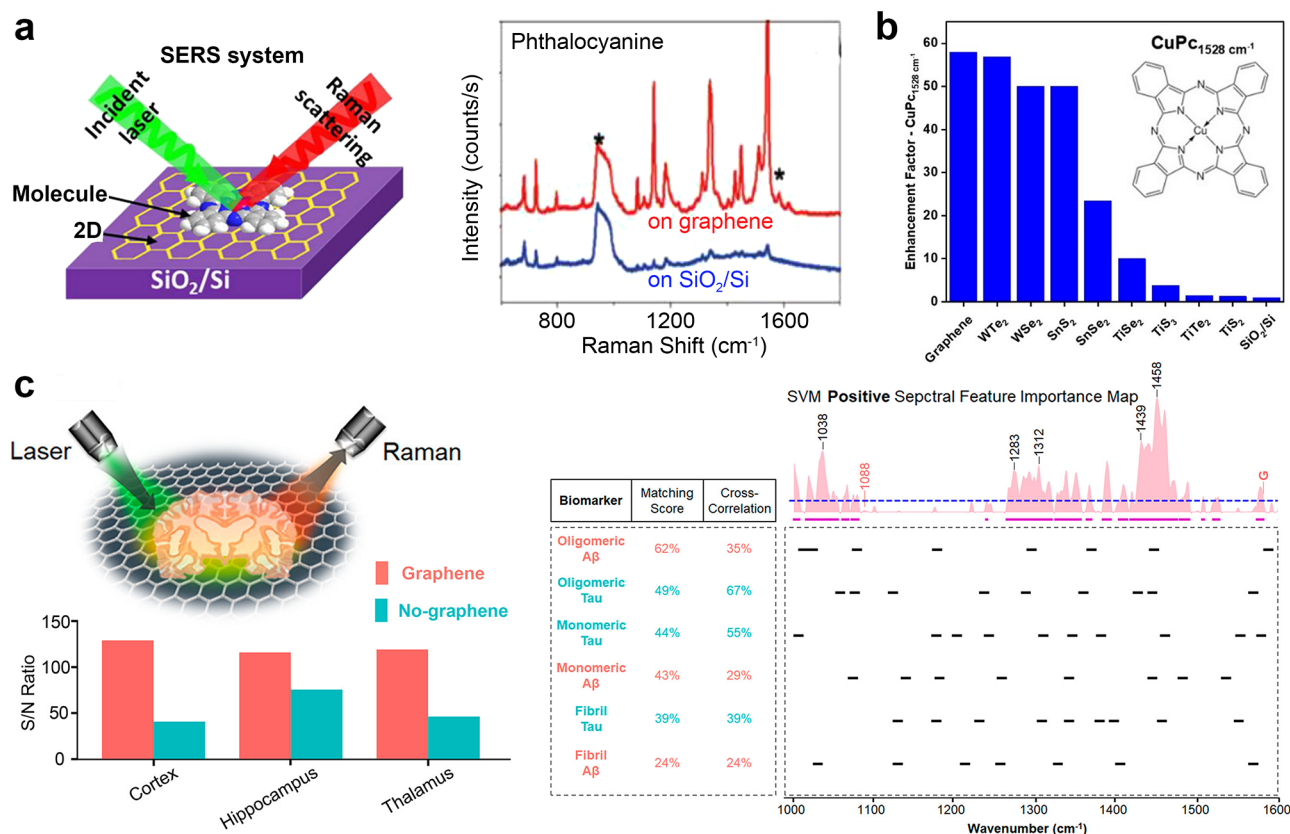 a
SERS system
Incident
laser
Raman
scattering
Molecule
2D
SiO₂/Si
Phthalocyanine
Intensity (counts/s)
*
*
on graphene
on SiO₂/Si
800
1200
1600
Raman Shift (cm⁻¹)
b
Enhancement Factor - CuPc1528 cm⁻¹
60
50
40
30
20
10
0
CuPc1528 cm⁻¹
N
N
N
N
N
Cu
N
N
N
Graphene
WTe₂
WSe₂
SnS₂
SnSe₂
TiSe₂
TiS₃
TiTe₂
TiS₂
SiO₂/Si
c
Laser
Raman
Graphene
No-graphene
S/N Ratio
150
100
50
0
Cortex
Hippocampus
Thalamus
SVM Positive Sepctral Feature Importance Map
1038
1088
1283
1312
1439
1458
G
Biomarker
Matching
Score
Cross-
Correlation
Oligomeric
Aβ
62%
35%
Oligomeric
Tau
49%
67%
Monomeric
Tau
44%
55%
Monomeric
Aβ
43%
29%
Fibril
Tau
39%
39%
Fibril
Aβ
24%
24%
1000
1100
1200
1300
1400
1500
1600
Wavenumber (cm⁻¹)